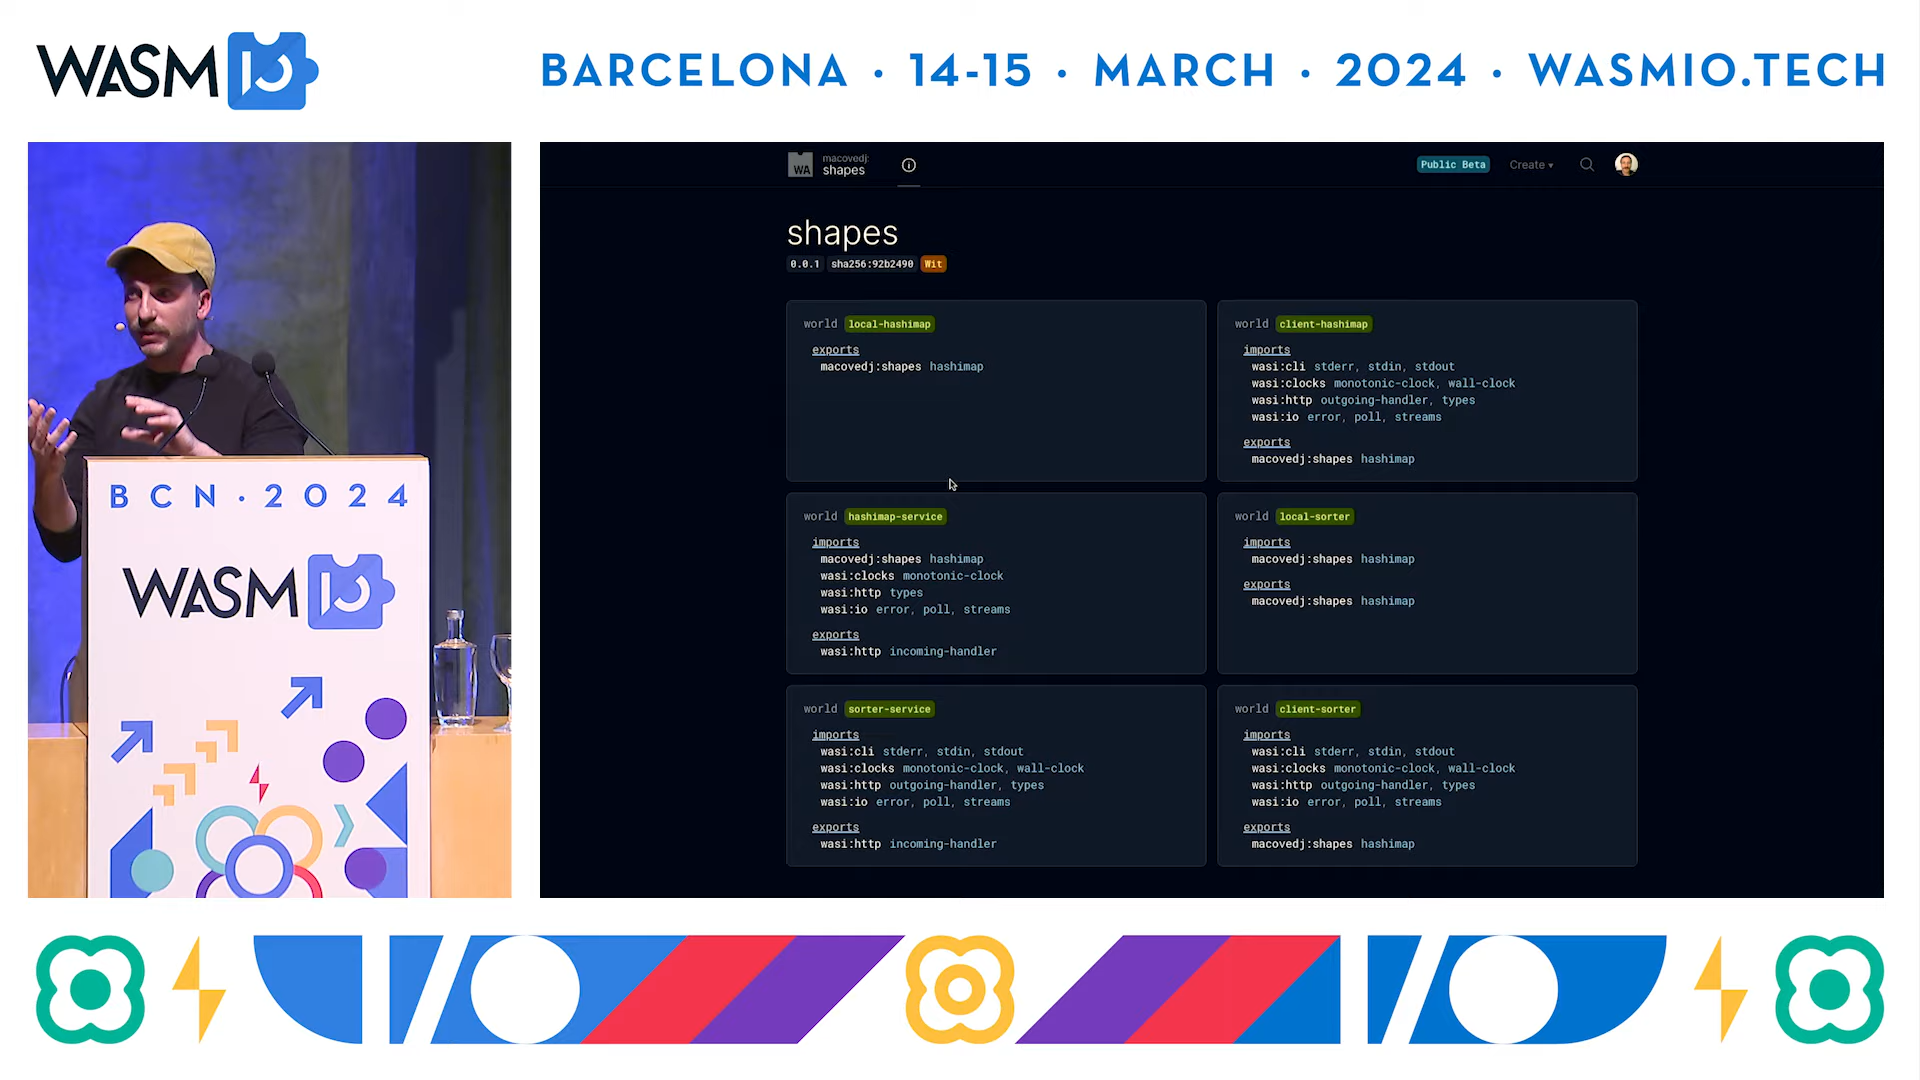 WASM IO
BARCELONA · 14-15 · MARCH · 2024 · WASMIO.TECH
macovedj:
shapes
WA
Public Beta
Create
shapes
0.0.1 sha256:92b2490 Wit
world local-hashimap
exports
macovedj:shapes hashimap
world client-hashimap
imports
wasi:cli stderr, stdin, stdout
wasi:clocks monotonic-clock, wall-clock
wasi:http outgoing-handler, types
wasi:io error, poll, streams
exports
macovedj:shapes hashimap
world hashimap-service
imports
macovedj:shapes hashimap
wasi:clocks monotonic-clock
wasi:http types
wasi:io error, poll, streams
exports
wasi:http incoming-handler
world local-sorter
imports
macovedj:shapes hashimap
exports
macovedj:shapes hashimap
world sorter-service
imports
wasi:cli stderr, stdin, stdout
wasi:clocks monotonic-clock, wall-clock
wasi:http outgoing-handler, types
wasi:io error, poll, streams
exports
wasi:http incoming-handler
world client-sorter
imports
wasi:cli stderr, stdin, stdout
wasi:clocks monotonic-clock, wall-clock
wasi:http outgoing-handler, types
wasi:io error, poll, streams
exports
macovedj:shapes hashimap
BCN·2024
WASM IO